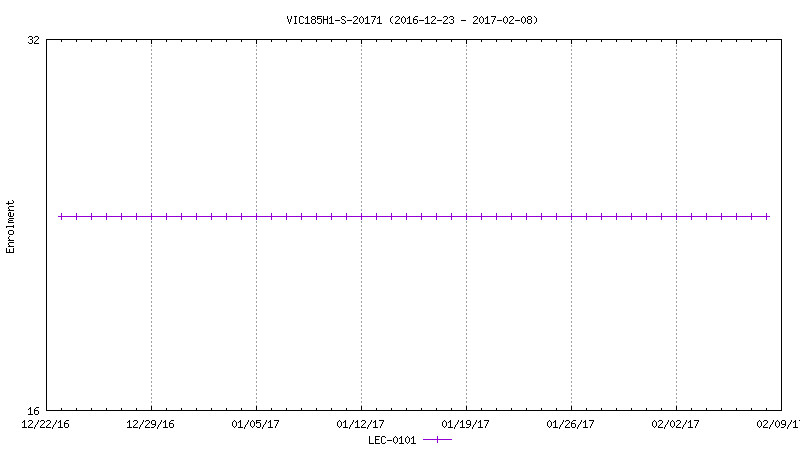 VIC185H1-S-20171 (2016-12-23 - 2017-02-08)
32
Enrolment
16
12/22/16 12/29/16 01/05/17 01/12/17 01/19/17 01/26/17 02/02/17 02/09/1
LEC-0101